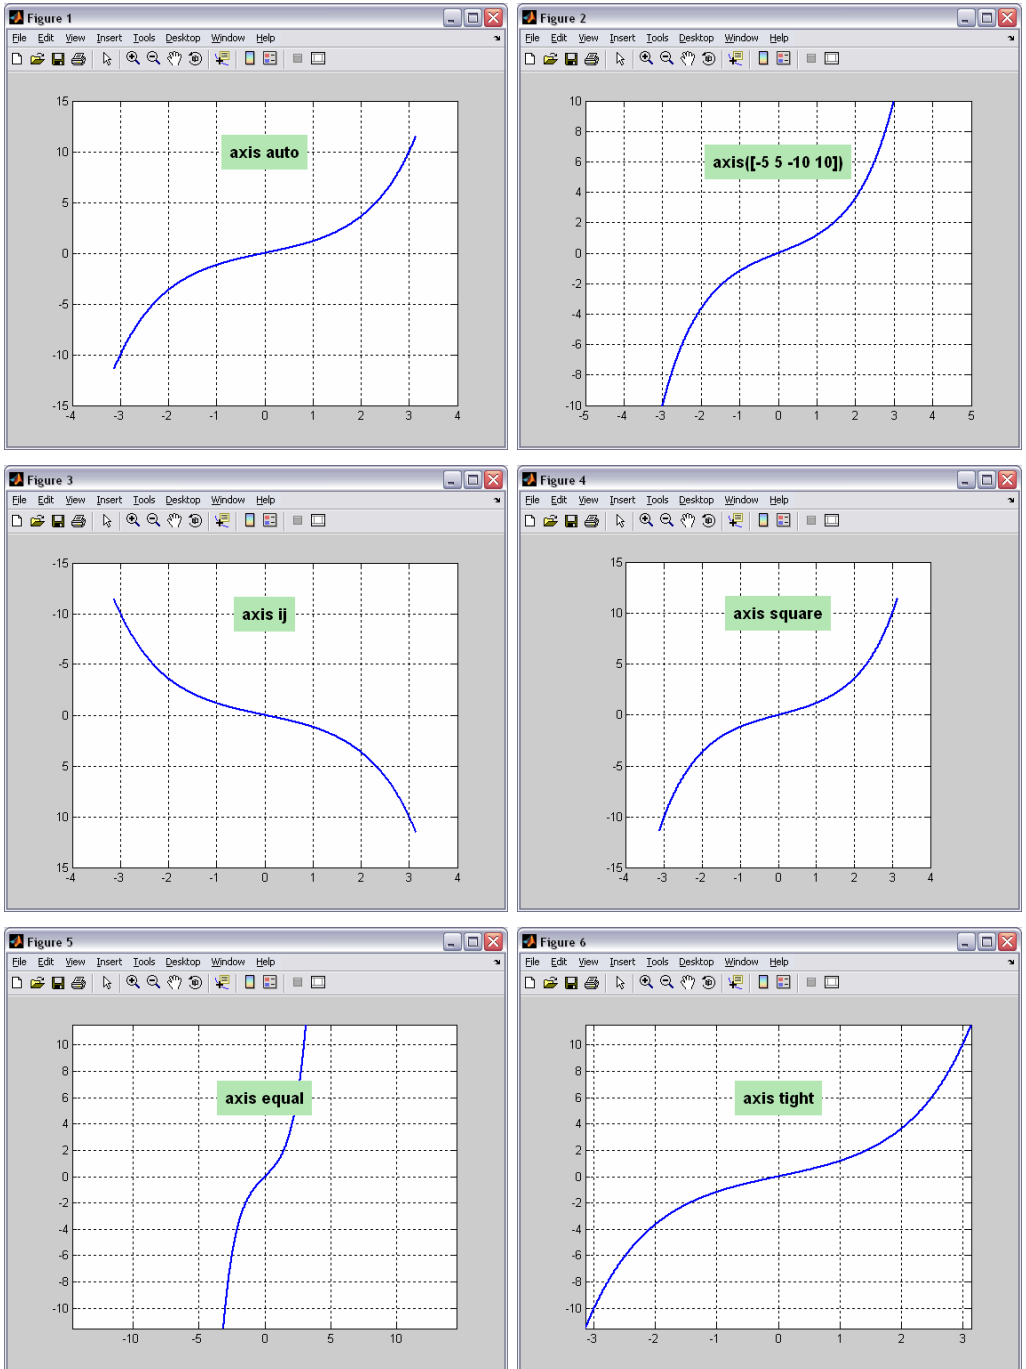 Figure 1
File Edit View Insert Tools Desktop Window Help
axis auto
15
10
5
0
-5
-10
-15
-4 -3 -2 -1 0 1 2 3 4
Figure 2
File Edit View Insert Tools Desktop Window Help
axis([-5 5 -10 10])
10
8
6
4
2
0
-2
-4
-6
-8
-10
-5 -4 -3 -2 -1 0 1 2 3 4 5
Figure 3
File Edit View Insert Tools Desktop Window Help
axis ij
-15
-10
-5
0
5
10
15
-4 -3 -2 -1 0 1 2 3 4
Figure 4
File Edit View Insert Tools Desktop Window Help
axis square
15
10
5
0
-5
-10
-15
-4 -3 -2 -1 0 1 2 3 4
Figure 5
File Edit View Insert Tools Desktop Window Help
axis equal
10
8
6
4
2
0
-2
-4
-6
-8
-10
-10 -5 0 5 10
Figure 6
File Edit View Insert Tools Desktop Window Help
axis tight
10
8
6
4
2
0
-2
-4
-6
-8
-10
-3 -2 -1 0 1 2 3